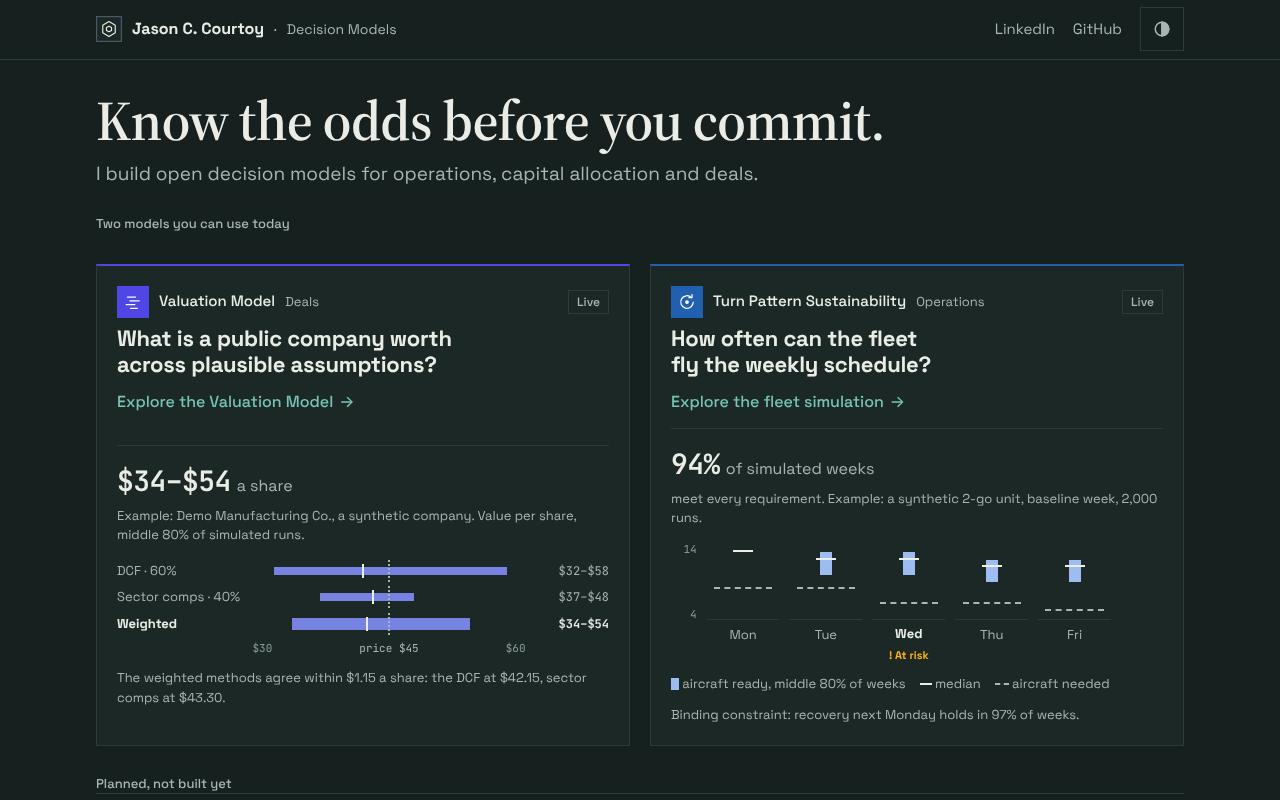 Jason C. Courtoy · Decision Models
LinkedIn GitHub
Know the odds before you commit.
I build open decision models for operations, capital allocation and deals.
Two models you can use today
Valuation Model Deals Live
What is a public company worth
across plausible assumptions?
Explore the Valuation Model →
$34–$54 a share
Example: Demo Manufacturing Co., a synthetic company. Value per share,
middle 80% of simulated runs.
DCF · 60% $32–$58
Sector comps · 40% $37–$48
Weighted $34–$54
$30 price $45 $60
The weighted methods agree within $1.15 a share: the DCF at $42.15, sector
comps at $43.30.
Turn Pattern Sustainability Operations Live
How often can the fleet
fly the weekly schedule?
Explore the fleet simulation →
94% of simulated weeks
meet every requirement. Example: a synthetic 2-go unit, baseline week, 2,000
runs.
14
4
Mon Tue Wed Thu Fri
! At risk
aircraft ready, middle 80% of weeks median aircraft needed
Binding constraint: recovery next Monday holds in 97% of weeks.
Planned, not built yet